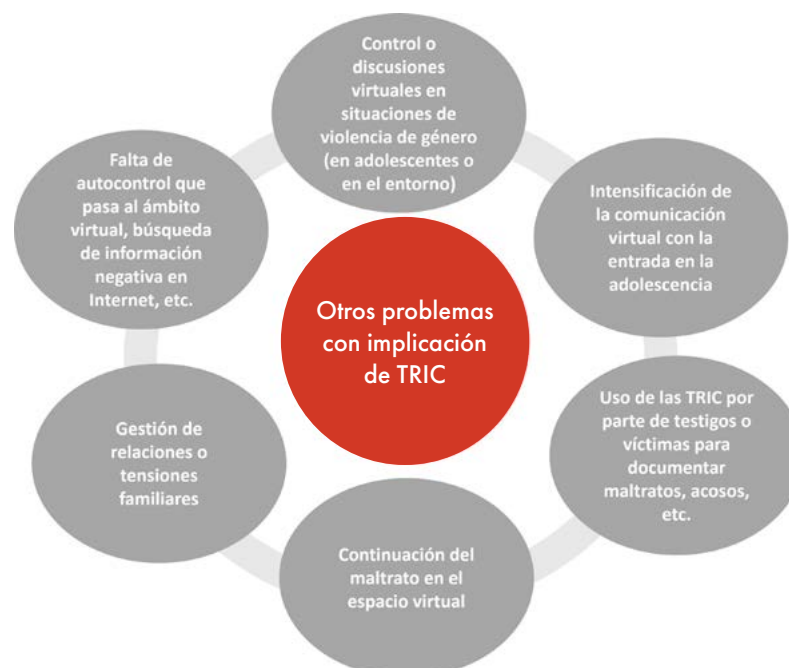 Control o
discusiones
virtuales en
situaciones de
violencia de género
(en adolescentes o
en el entorno)
Intensificación de
la comunicación
virtual con la
entrada en la
adolescencia
Uso de las TRIC por
parte de testigos o
víctimas para
documentar
maltratos, acosos,
etc.
Continuación del
maltrato en el
espacio virtual
Gestión de
relaciones o
tensiones
familiares
Falta de
autocontrol que
pasa al ámbito
virtual, búsqueda
de información
negativa en
Internet, etc.
Otros problemas
con implicación
de TRIC